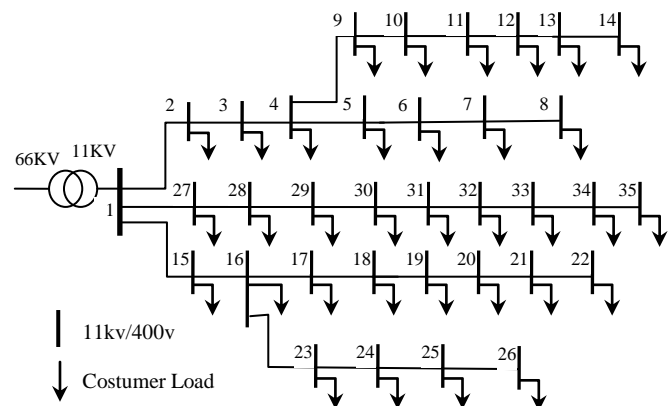 9 10 11 12 13 14
2 3 4 5 6 7 8
66KV 11KV
1
27 28 29 30 31 32 33 34 35
15 16 17 18 19 20 21 22
23 24 25 26
11kv/400v
Costumer Load